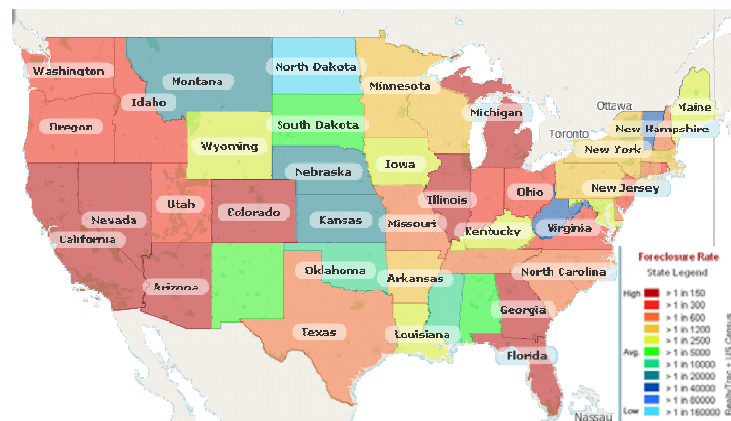 Washington
Montana
North Dakota
Minnesota
Idaho
Michigan
Ottawa
Maine
Oregon
South Dakota
Toronto
New Hampshire
Wyoming
New York
Iowa
Nebraska
New Jersey
Utah
Colorado
Illinois
Ohio
Nevada
Kansas
Missouri
Kentucky
Virginia
California
Oklahoma
Arkansas
North Carolina
Arizona
Texas
Louisiana
Georgia
Florida
Nassau
Foreclosure Rate
State Legend
High
> 1 in 150
> 1 in 300
> 1 in 600
> 1 in 1200
> 1 in 2500
Avg.
> 1 in 5000
> 1 in 10000
> 1 in 20000
> 1 in 40000
> 1 in 80000
Low
> 1 in 160000
RealtyTrac + US Census